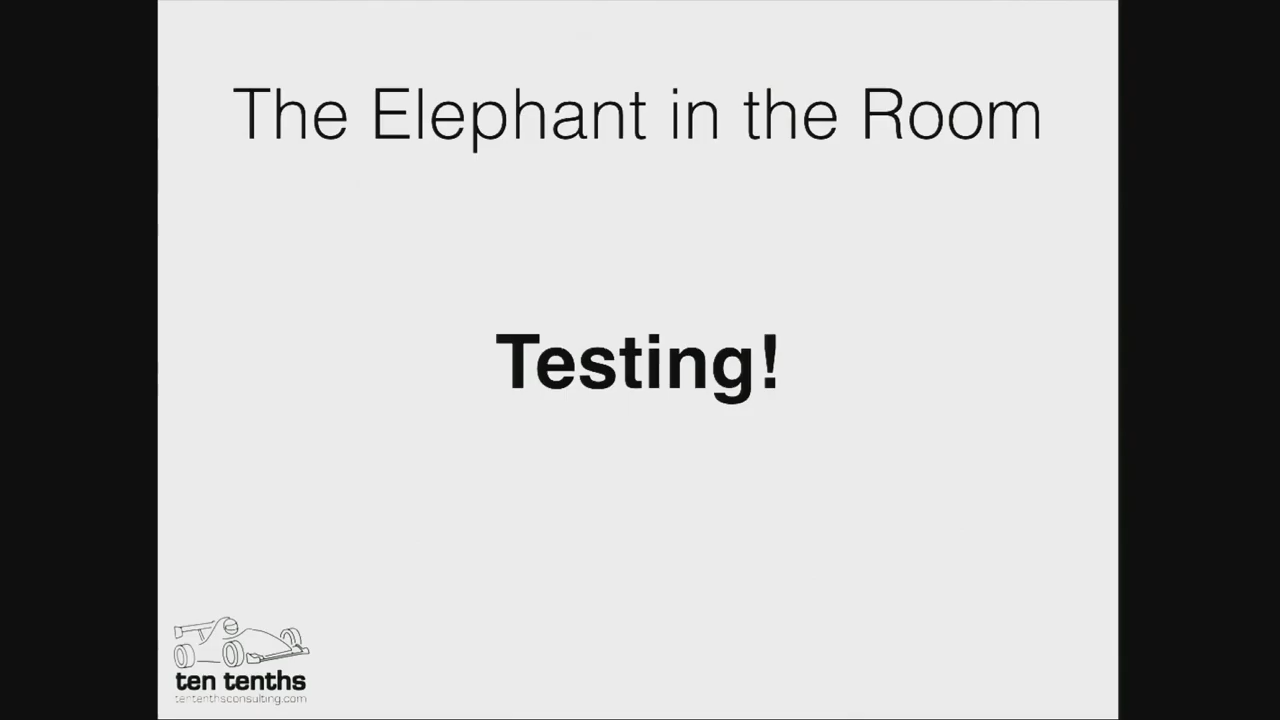 The Elephant in the Room
Testing!
ten tenths
tententhsconsulting.com